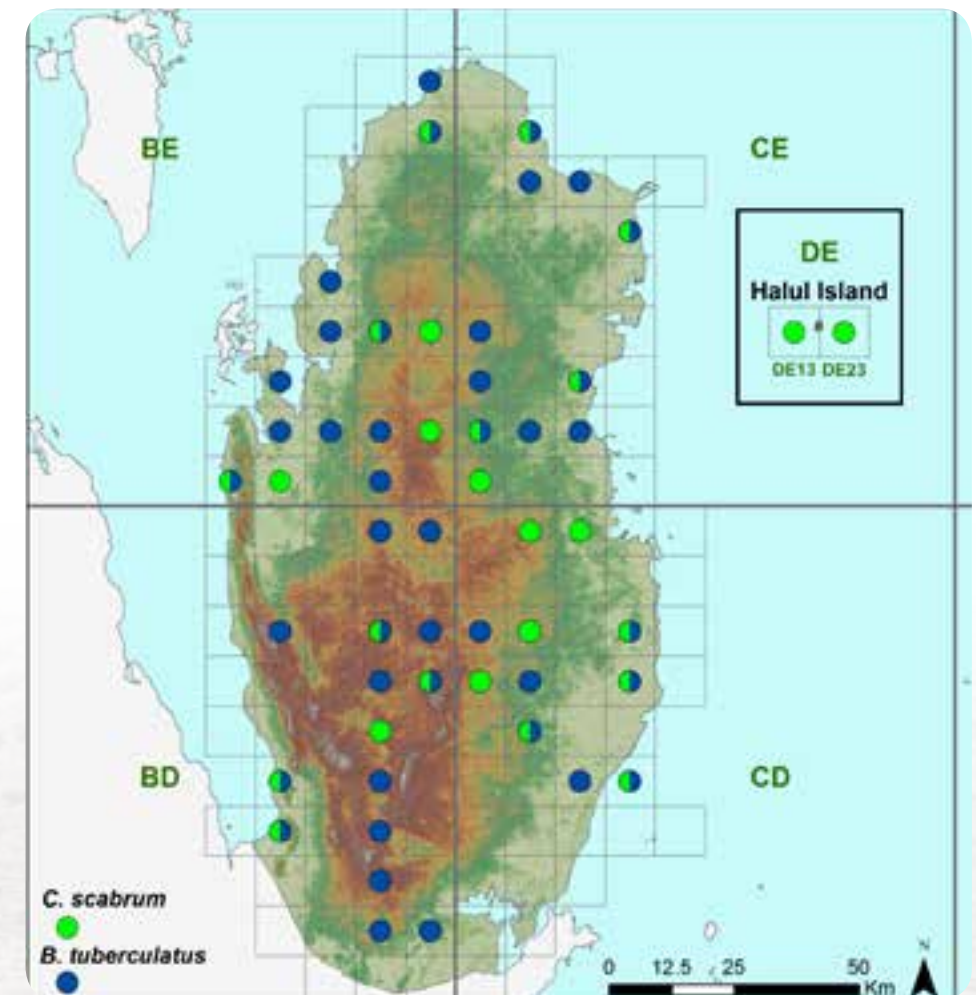 BE
CE
DE
Halul Island
DE13 DE23
BD
CD
C. scabrum
B. tuberculatus
N
0 12.5 25 50
Km